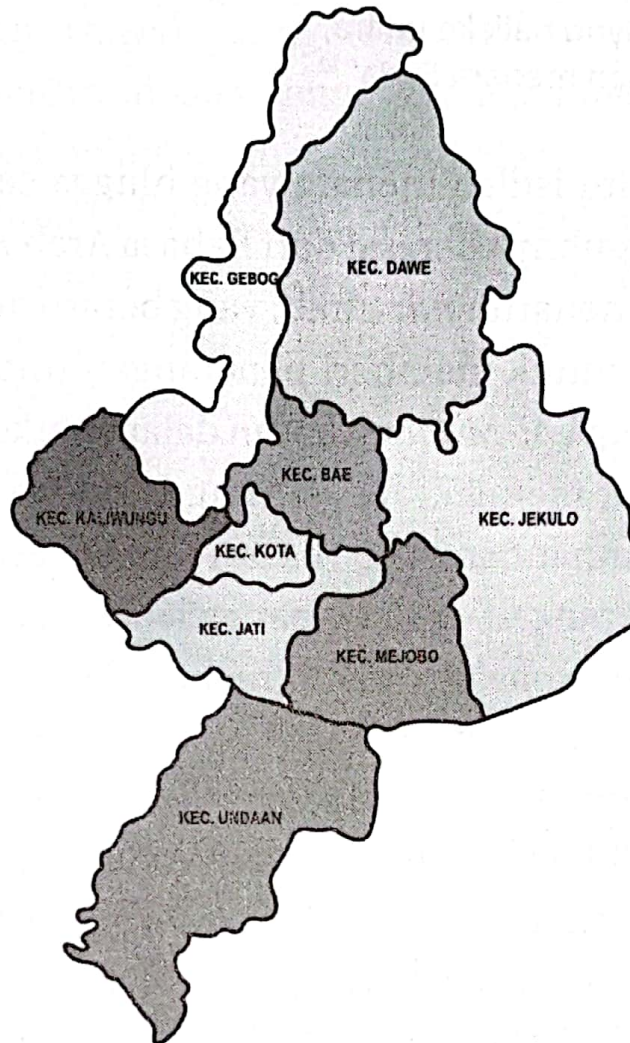 KEC. GEBOG
KEC. DAWE
KEC. BAE
KEC. KALIWUNGU
KEC. JEKULO
KEC. KOTA
KEC. JATI
KEC. MEJOBO
KEC. UNDAAN